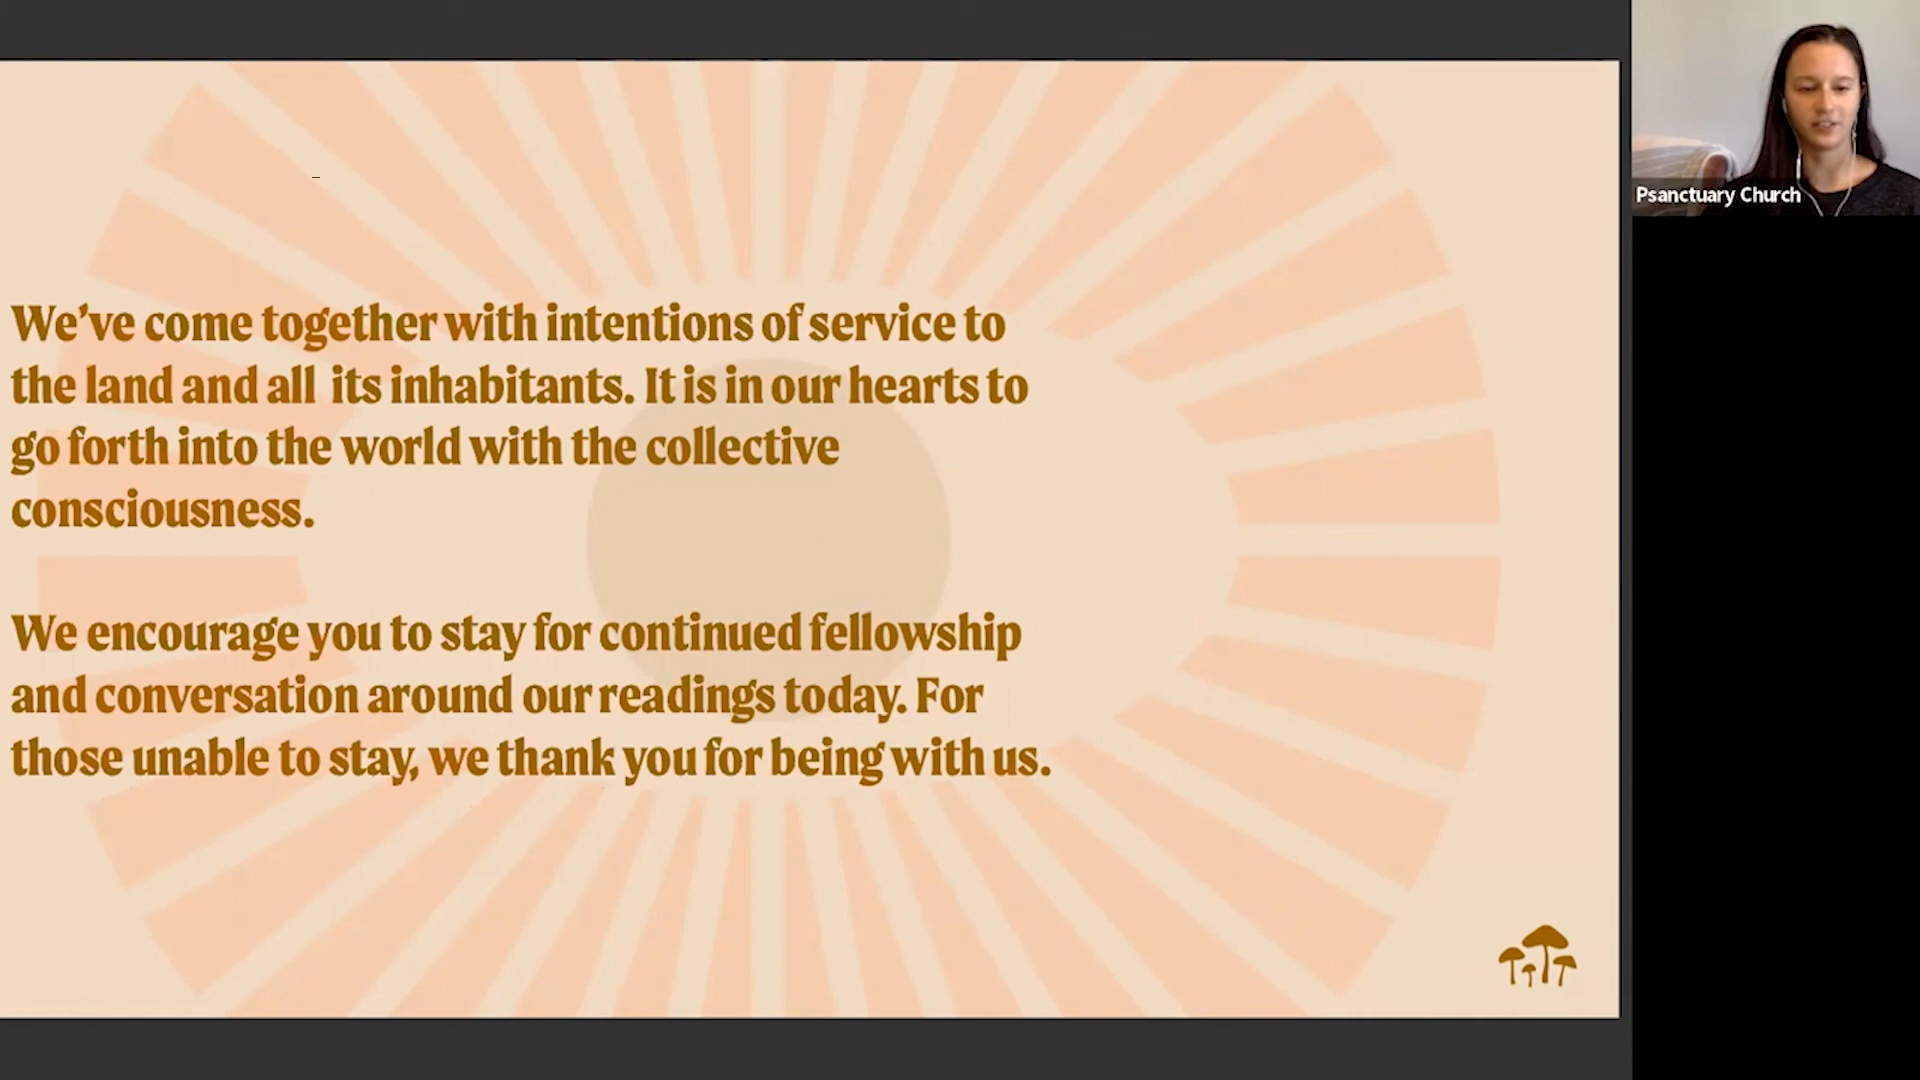 We've come together with intentions of service to
the land and all its inhabitants. It is in our hearts to
go forth into the world with the collective
consciousness.
We encourage you to stay for continued fellowship
and conversation around our readings today. For
those unable to stay, we thank you for being with us.
Psanctuary Church